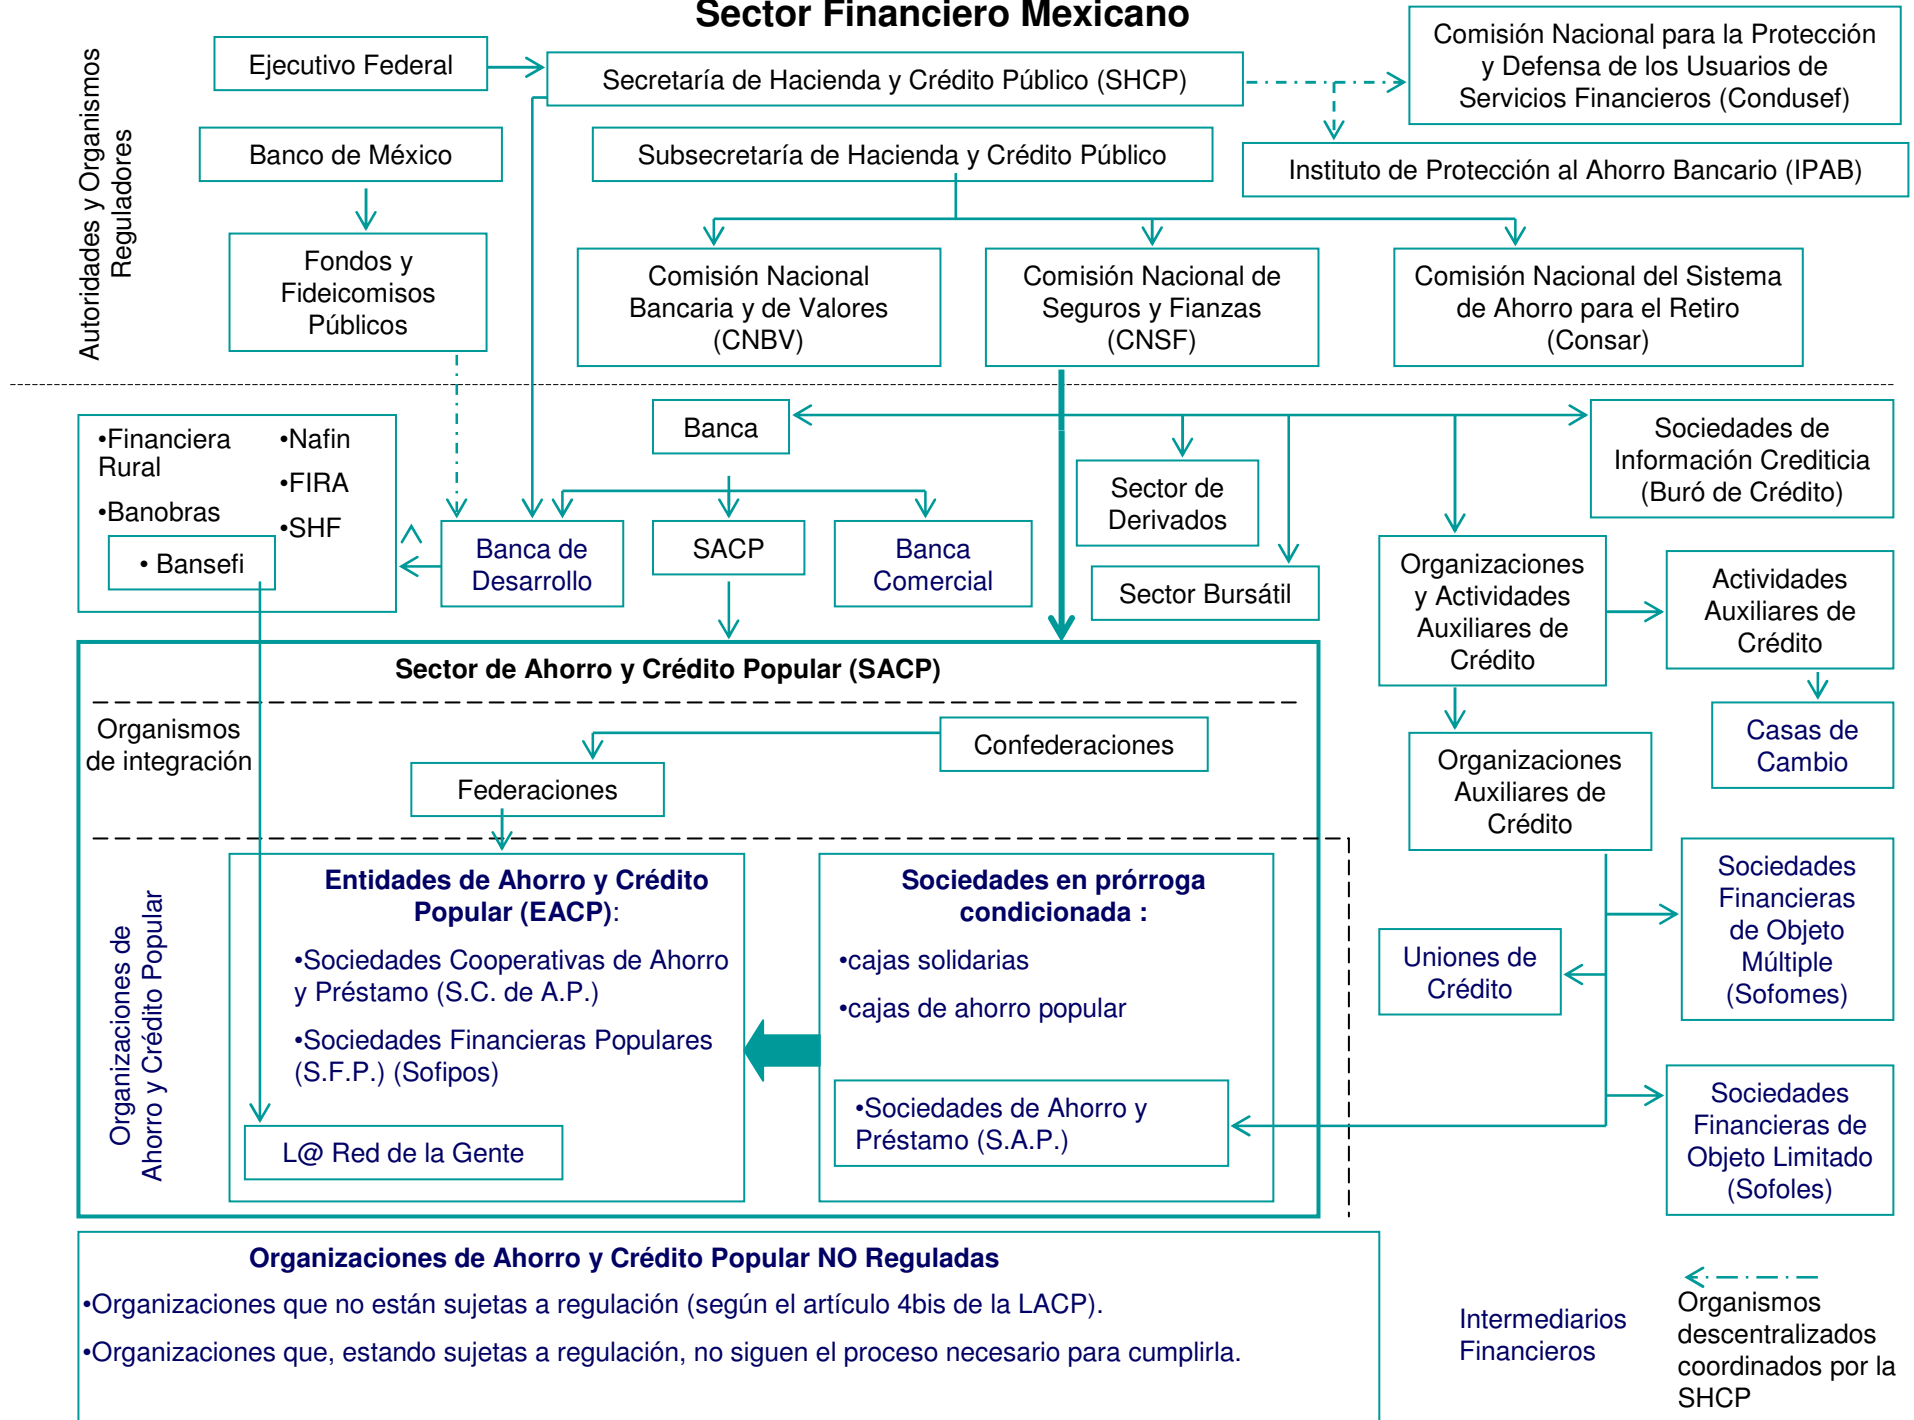 Sector Financiero Mexicano
Autoridades y Organismos
Reguladores
Ejecutivo Federal
Secretaría de Hacienda y Crédito Público (SHCP)
Comisión Nacional para la Protección
y Defensa de los Usuarios de
Servicios Financieros (Condusef)
Banco de México
Subsecretaría de Hacienda y Crédito Público
Instituto de Protección al Ahorro Bancario (IPAB)
Fondos y
Fideicomisos
Públicos
Comisión Nacional
Bancaria y de Valores
(CNBV)
Comisión Nacional de
Seguros y Fianzas
(CNSF)
Comisión Nacional del Sistema
de Ahorro para el Retiro
(Consar)
•Financiera
Rural
•Banobras
• Bansefi
•Nafin
•FIRA
•SHF
Banca
Sociedades de
Información Crediticia
(Buró de Crédito)
Sector de
Derivados
Banca de
Desarrollo
SACP
Banca
Comercial
Sector Bursátil
Organizaciones
y Actividades
Auxiliares de
Crédito
Actividades
Auxiliares de
Crédito
Sector de Ahorro y Crédito Popular (SACP)
Organismos
de integración
Confederaciones
Federaciones
Organizaciones
Auxiliares de
Crédito
Casas de
Cambio
Organizaciones de
Ahorro y Crédito Popular
Entidades de Ahorro y Crédito
Popular (EACP):
•Sociedades Cooperativas de Ahorro
y Préstamo (S.C. de A.P.)
•Sociedades Financieras Populares
(S.F.P.) (Sofipos)
L@ Red de la Gente
Sociedades en prórroga
condicionada :
•cajas solidarias
•cajas de ahorro popular
•Sociedades de Ahorro y
Préstamo (S.A.P.)
Uniones de
Crédito
Sociedades
Financieras
de Objeto
Múltiple
(Sofomes)
Sociedades
Financieras de
Objeto Limitado
(Sofoles)
Organizaciones de Ahorro y Crédito Popular NO Reguladas
•Organizaciones que no están sujetas a regulación (según el artículo 4bis de la LACP).
•Organizaciones que, estando sujetas a regulación, no siguen el proceso necesario para cumplirla.
Intermediarios
Financieros
Organismos
descentralizados
coordinados por la
SHCP